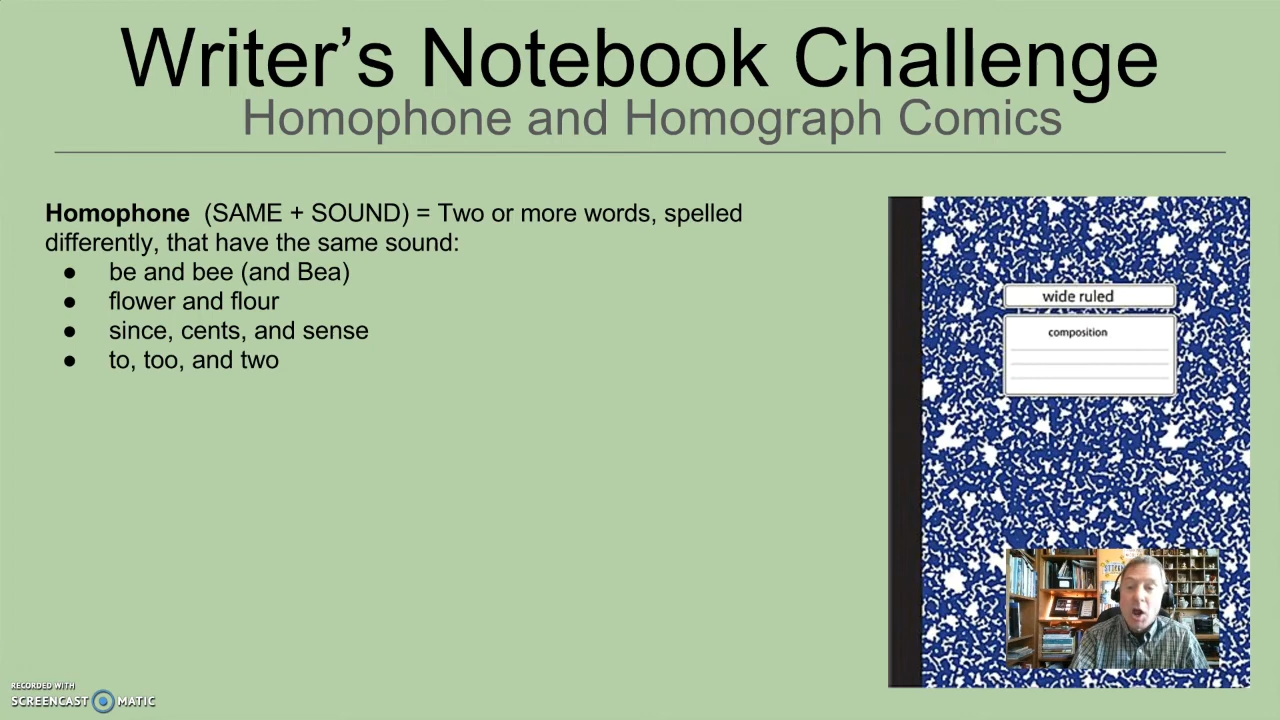 Writer's Notebook Challenge
Homophone and Homograph Comics
Homophone (SAME + SOUND) = Two or more words, spelled
differently, that have the same sound:
● be and bee (and Bea)
● flower and flour
● since, cents, and sense
● to, too, and two
wide ruled
composition
RECORDED WITH
SCREENCAST MATIC